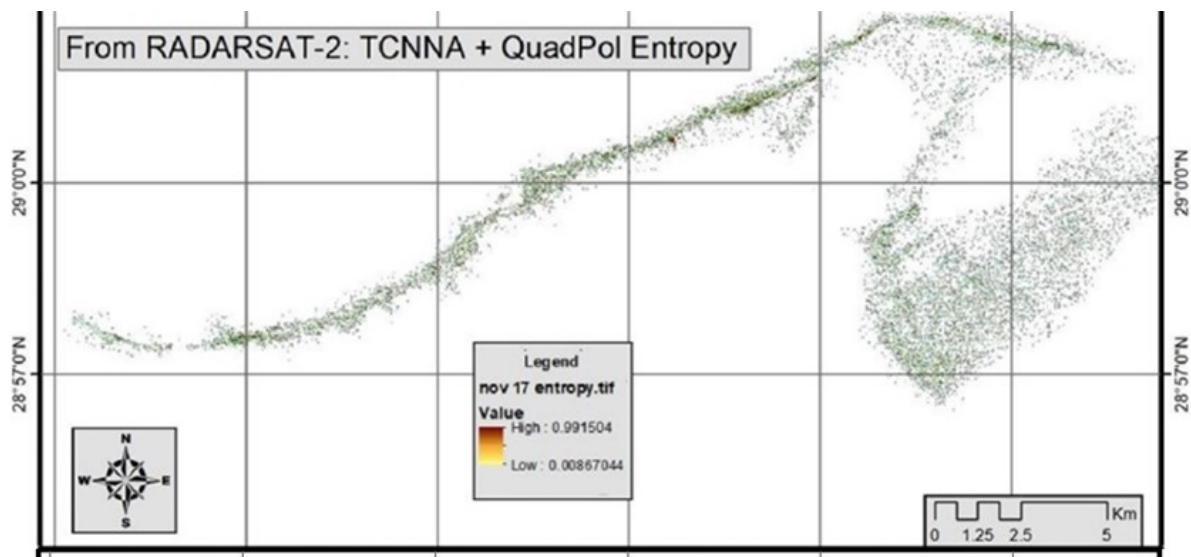 From RADARSAT-2: TCNNA + QuadPol Entropy
29°0'0"N
29°0'0"N
28°57'0"N
28°57'0"N
Legend
nov 17 entropy.tif
Value
High : 0.991504
Low : 0.00867044
N
W E
S
Km
0 1.25 2.5 5